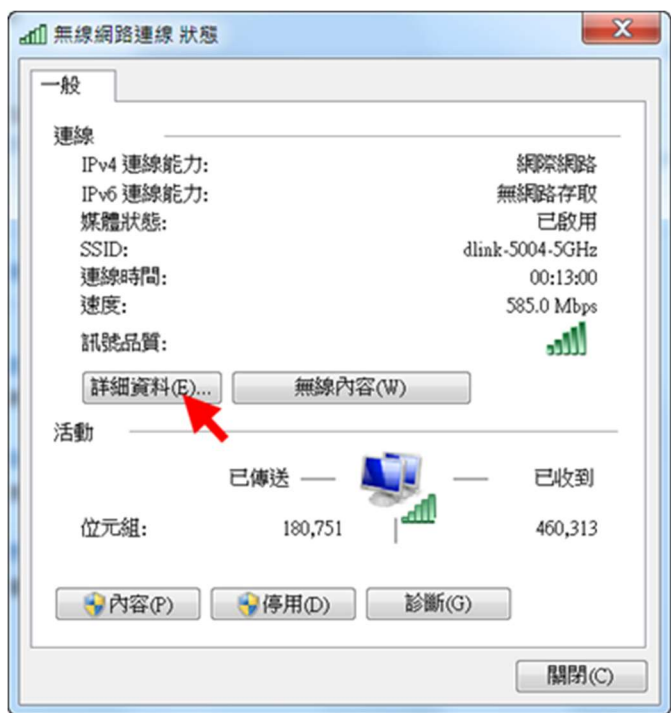 無線網路連線 狀態
一般
連線
IPv4 連線能力: 網際網路
IPv6 連線能力: 無網路存取
媒體狀態: 已啟用
SSID: dlink-5004-5GHz
連線時間: 00:13:00
速度: 585.0 Mbps
訊號品質:
詳細資料(E)... 無線內容(W)
活動
已傳送 已收到
位元組: 180,751 460,313
內容(P) 停用(D) 診斷(G)
關閉(C)